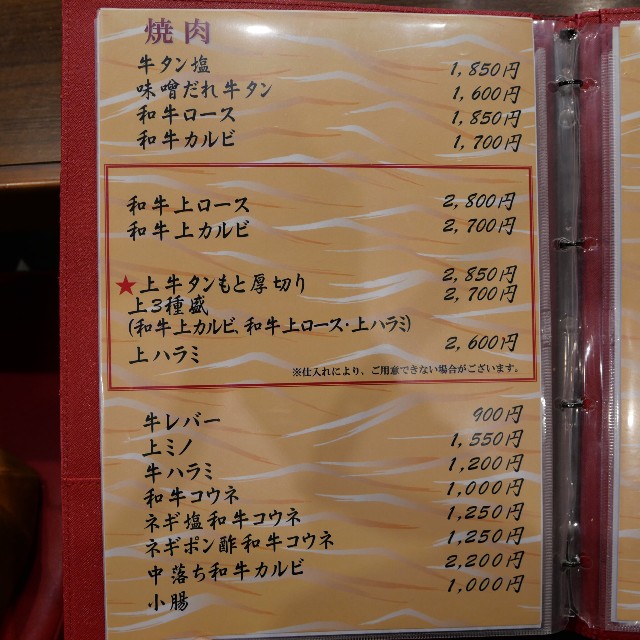 焼肉
牛タン塩 1,850円
味噌だれ牛タン 1,600円
和牛ロース 1,850円
和牛カルビ 1,700円
和牛上ロース 2,800円
和牛上カルビ 2,700円
★上牛タンもと厚切り 2,850円
上3種盛 2,700円
(和牛上カルビ 和牛上ロース・上ハラミ)
上ハラミ 2,600円
※仕入れにより、ご用意できない場合がございます。
牛レバー 900円
上ミノ 1,550円
牛ハラミ 1,200円
和牛コウネ 1,000円
ネギ塩和牛コウネ 1,250円
ネギポン酢和牛コウネ 1,250円
中落ち和牛カルビ 2,200円
小腸 1,000円